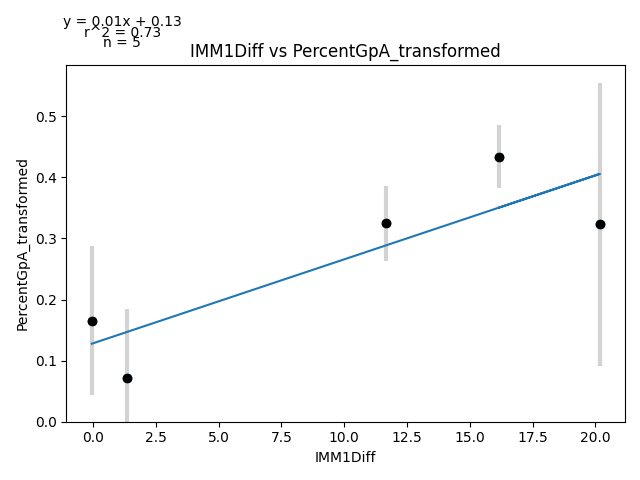 y = 0.01x + 0.13
r^2 = 0.73
n = 5
IMM1Diff vs PercentGpA_transformed
PercentGpA_transformed
0.5
0.4
0.3
0.2
0.1
0.0
0.0 2.5 5.0 7.5 10.0 12.5 15.0 17.5 20.0
IMM1Diff